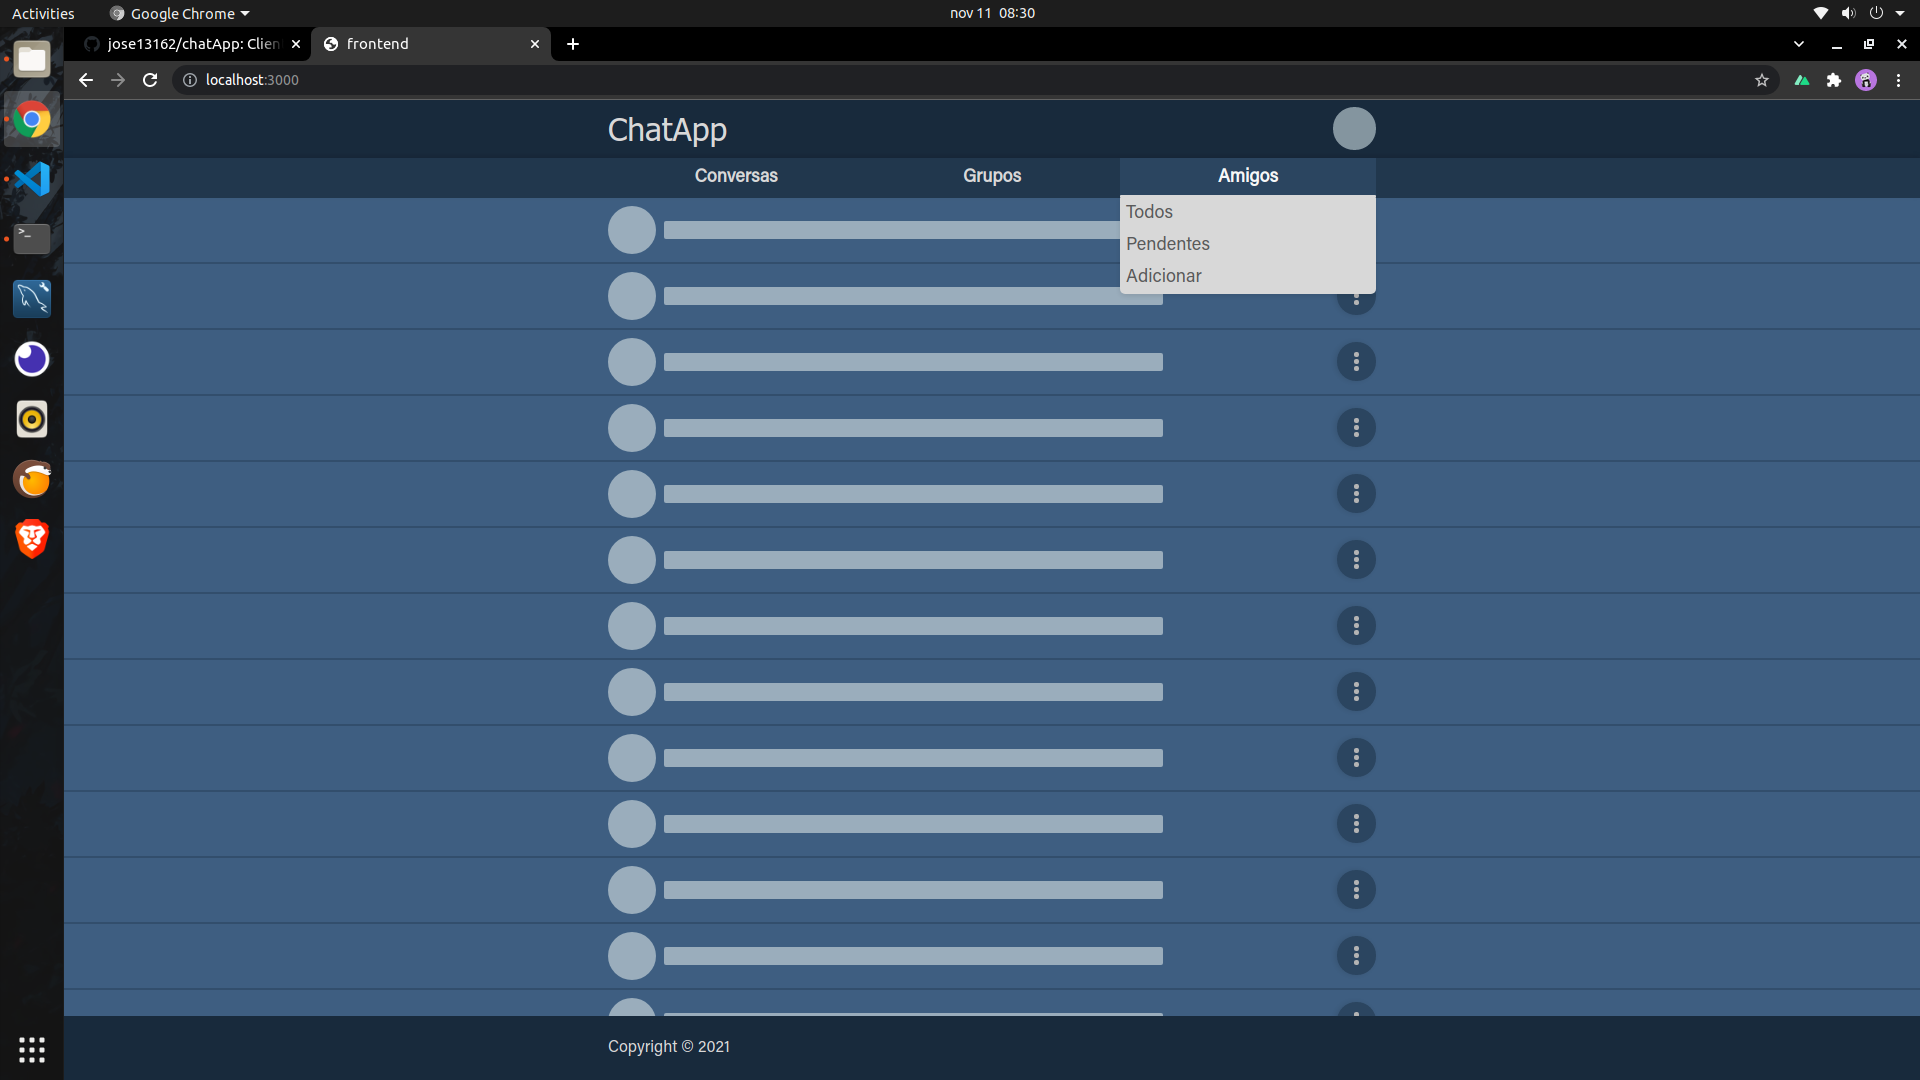 Activities
Google Chrome
nov 11 08:30
jose13162/chatApp: Clien
frontend
localhost:3000
ChatApp
Conversas
Grupos
Amigos
Todos
Pendentes
Adicionar
Copyright © 2021